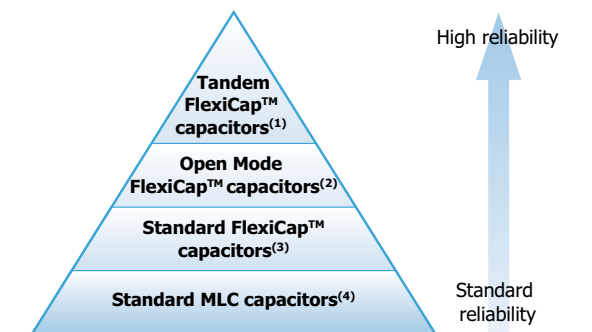 High reliability
Tandem
FlexiCap™
capacitors(1)
Open Mode
FlexiCap™ capacitors(2)
Standard FlexiCap™
capacitors(3)
Standard MLC capacitors(4)
Standard
reliability